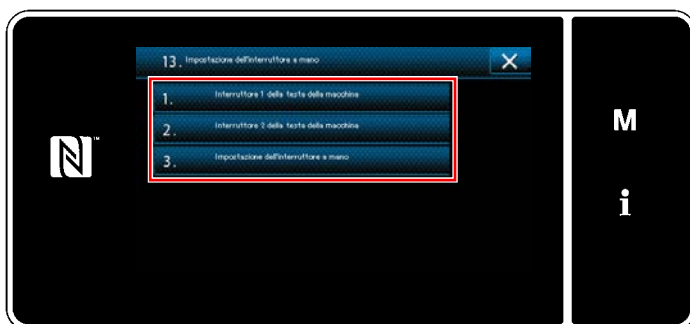 13. Impostazione dell'interruttore a mano
1. Interruttore 1 della testa della macchina
2. Interruttore 2 della testa della macchina
3. Impostazione dell'interruttore a mano
M
i
N
™